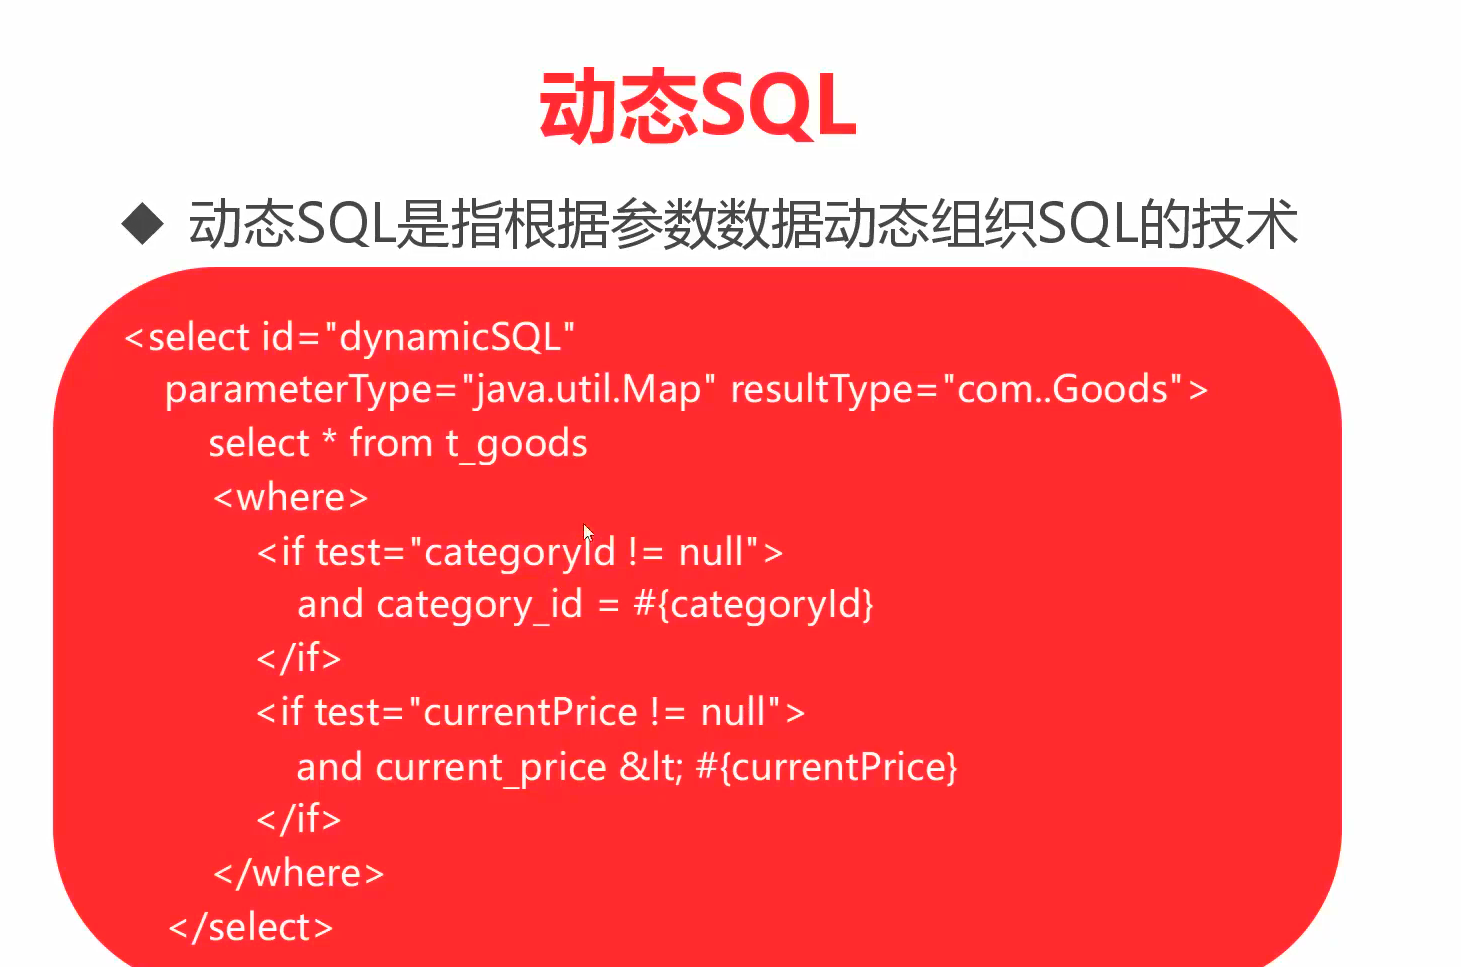 动态SQL
◆ 动态SQL是指根据参数数据动态组织SQL的技术
<select id="dynamicSQL"
parameterType="java.util.Map" resultType="com..Goods">
select * from t_goods
<where>
<if test="categoryId != null">
and category_id = #{categoryId}
</if>
<if test="currentPrice != null">
and current_price &lt; #{currentPrice}
</if>
</where>
</select>